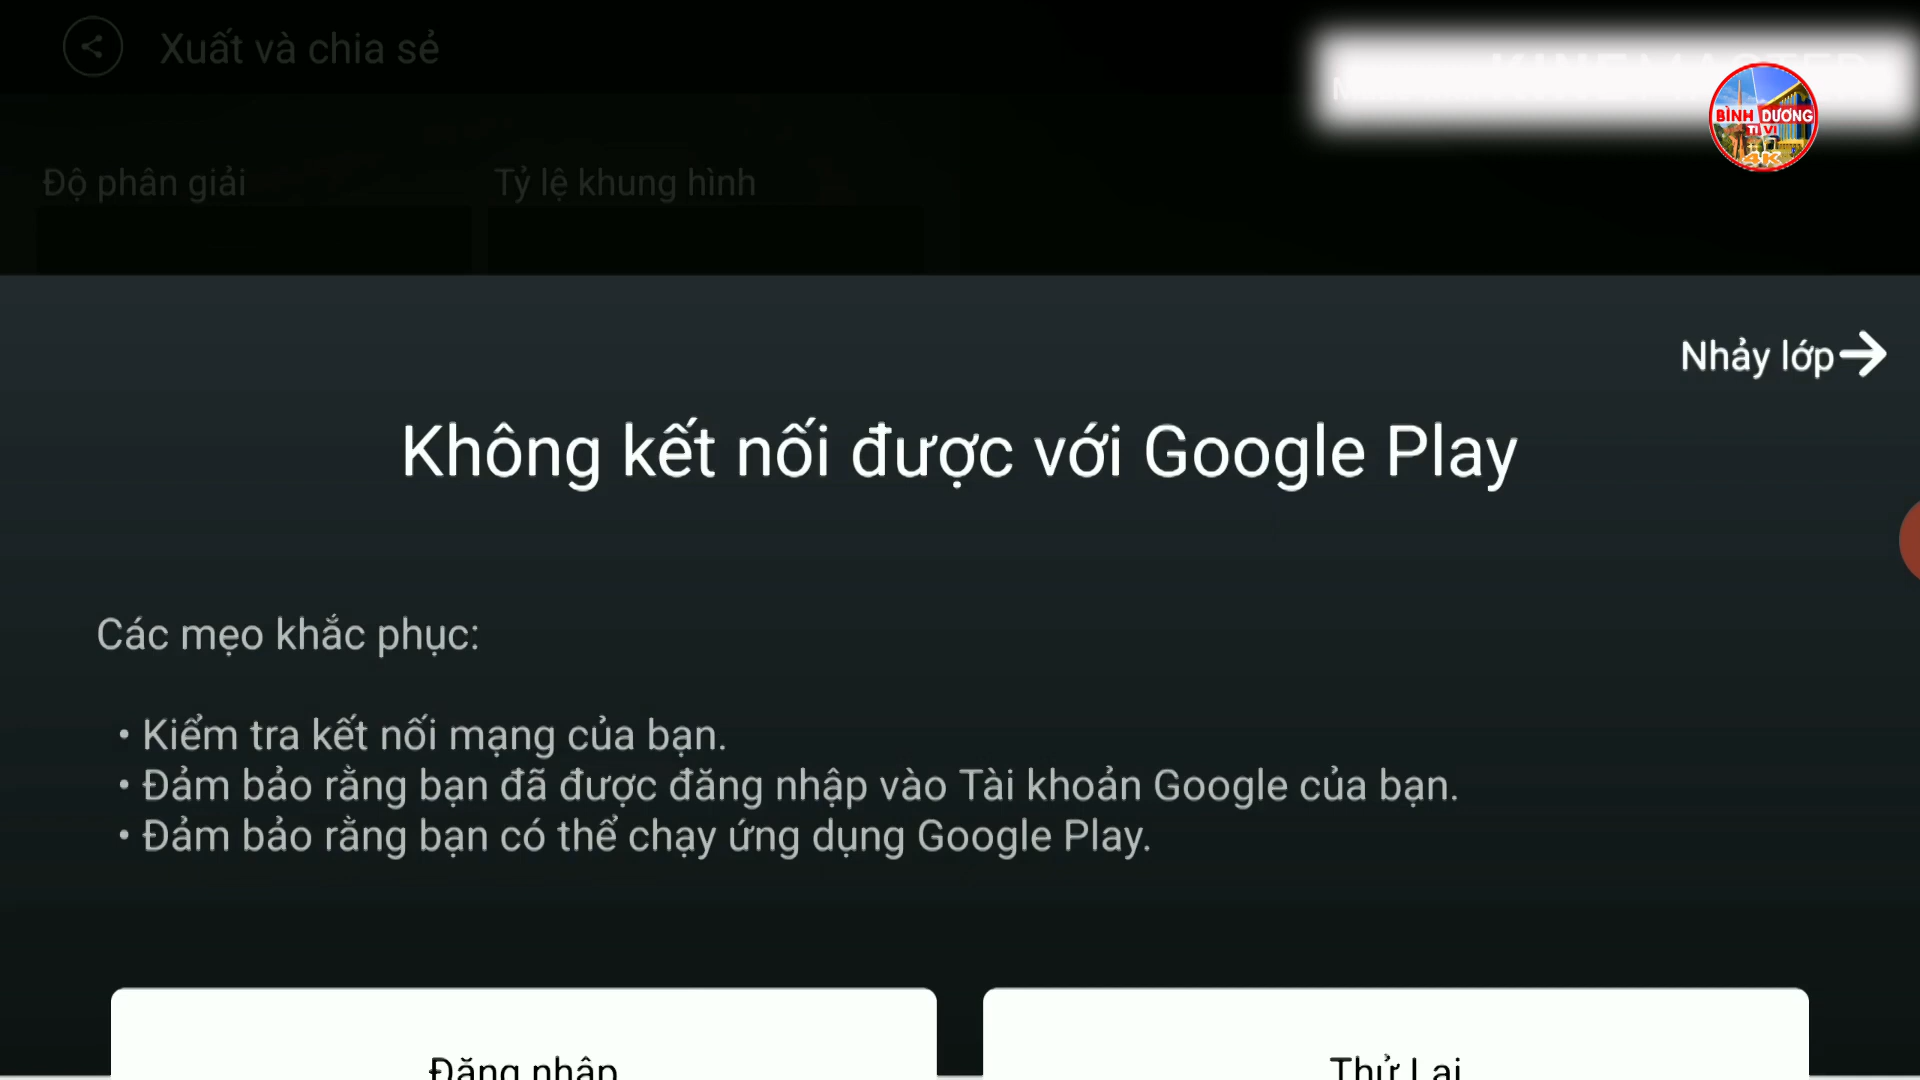 Xuất và chia sẻ
KINEMASTER
BÌNH DƯƠNG
TIVI
4K
Độ phân giải
Tỷ lệ khung hình
Nhảy lớp
Không kết nối được với Google Play
Các mẹo khắc phục:
• Kiểm tra kết nối mạng của bạn.
• Đảm bảo rằng bạn đã được đăng nhập vào Tài khoản Google của bạn.
• Đảm bảo rằng bạn có thể chạy ứng dụng Google Play.
Đăng nhập
Thử Lại